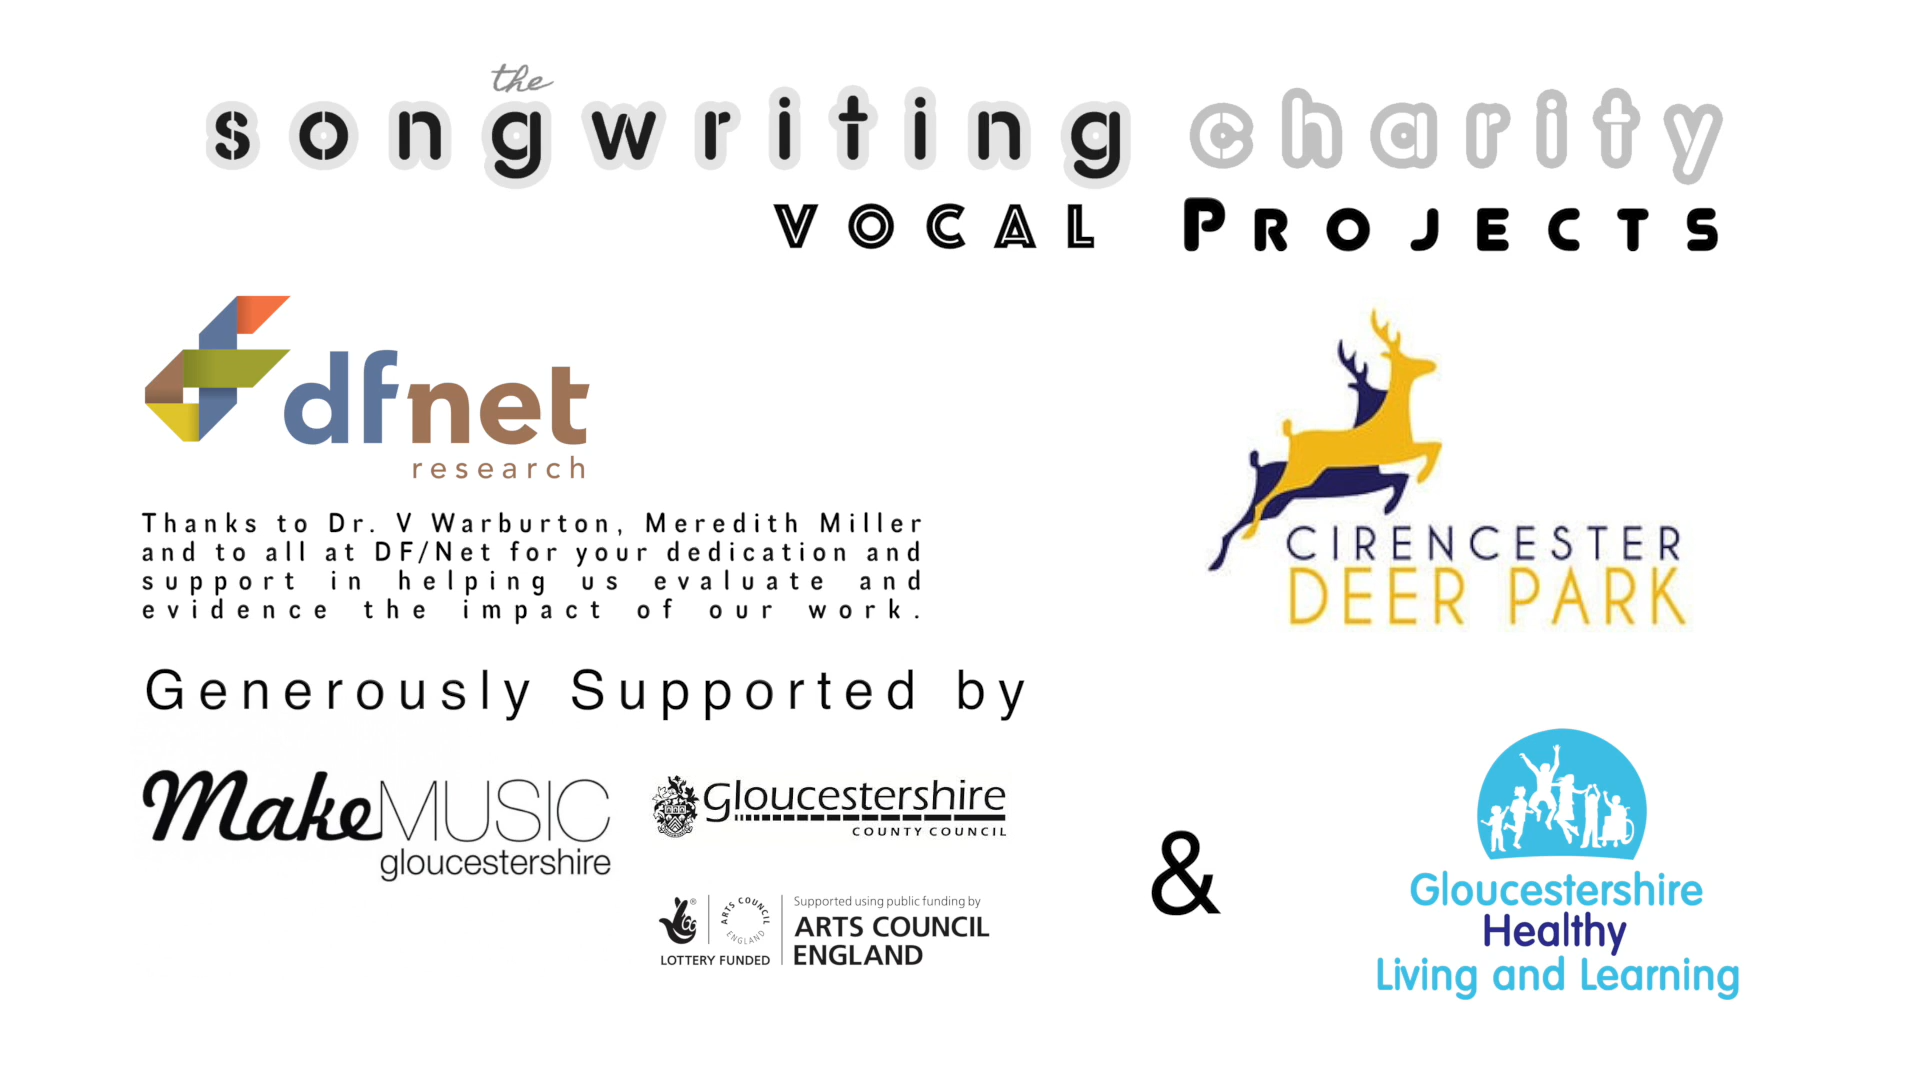 the
songwriting charity
VOCAL PROJECTS
dfnet
research
Thanks to Dr. V Warburton, Meredith Miller
and to all at DF/Net for your dedication and
support in helping us evaluate and
evidence the impact of our work.
CIRENCESTER
DEER PARK
Generously Supported by
Make MUSIC
gloucestershire
Gloucestershire
COUNTY COUNCIL
ARTS COUNCIL ENGLAND
LOTTERY FUNDED
Supported using public funding by
ARTS COUNCIL
ENGLAND
&
Gloucestershire
Healthy
Living and Learning